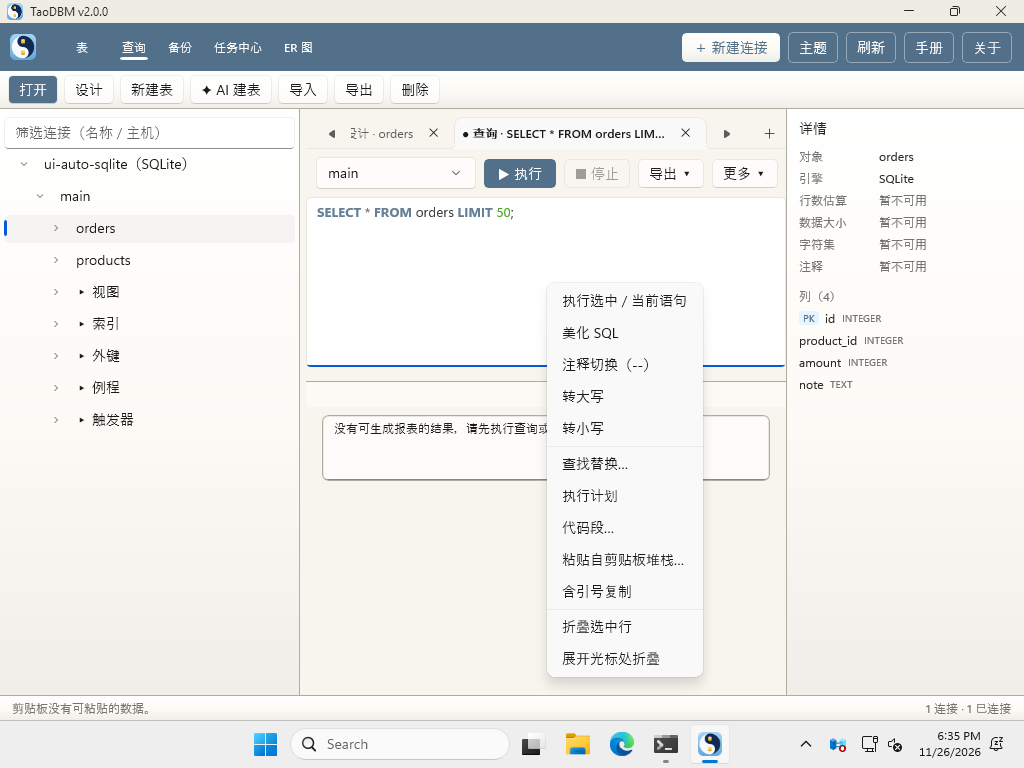 TaoDBM v2.0.0
表
查询
备份
任务中心
ER 图
+ 新建连接
主题
刷新
手册
关于
打开
设计
新建表
✦ AI 建表
导入
导出
删除
筛选连接（名称 / 主机）
ui-auto-sqlite（SQLite）
main
orders
products
视图
索引
外键
例程
触发器
设计 · orders
● 查询 · SELECT * FROM orders LIM...
main
执行
停止
导出
更多
SELECT * FROM orders LIMIT 50;
没有可生成报表的结果，请先执行查询或
执行选中 / 当前语句
美化 SQL
注释切换（--）
转大写
转小写
查找替换...
执行计划
代码段...
粘贴自剪贴板堆栈...
含引号复制
折叠选中行
展开光标处折叠
详情
对象 orders
引擎 SQLite
行数估算 暂不可用
数据大小 暂不可用
字符集 暂不可用
注释 暂不可用
列（4）
PK id INTEGER
product_id INTEGER
amount INTEGER
note TEXT
剪贴板没有可粘贴的数据。
1 连接 · 1 已连接
Search
6:35 PM
11/26/2026